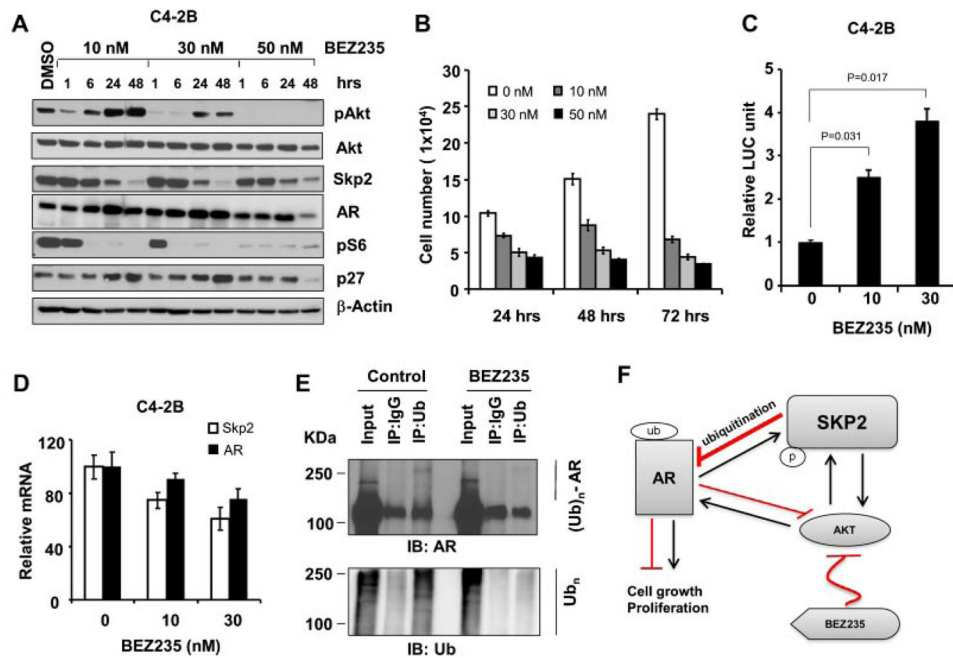 A
C4-2B
DMSO
10 nM 30 nM 50 nM BEZ235
1 6 24 48 1 6 24 48 1 6 24 48 hrs
pAkt
Akt
Skp2
AR
pS6
p27
β-Actin
B
Cell number ( 1x10⁴)
30
25
20
15
10
5
0
0 nM 10 nM
30 nM 50 nM
24 hrs 48 hrs 72 hrs
C
C4-2B
Relative LUC unit
5
4
3
2
1
0
P=0.017
P=0.031
0 10 30
BEZ235 (nM)
D
C4-2B
Relative mRNA
120
80
40
0
Skp2
AR
0 10 30
BEZ235 (nM)
E
Control BEZ235
Input IP:IgG IP:Ub Input IP:IgG IP:Ub
KDa
250
100
(Ub)n- AR
IB: AR
250
100
Ubn
IB: Ub
F
ub
ubiquitination
SKP2
p
AR
AKT
Cell growth
Proliferation
BEZ235